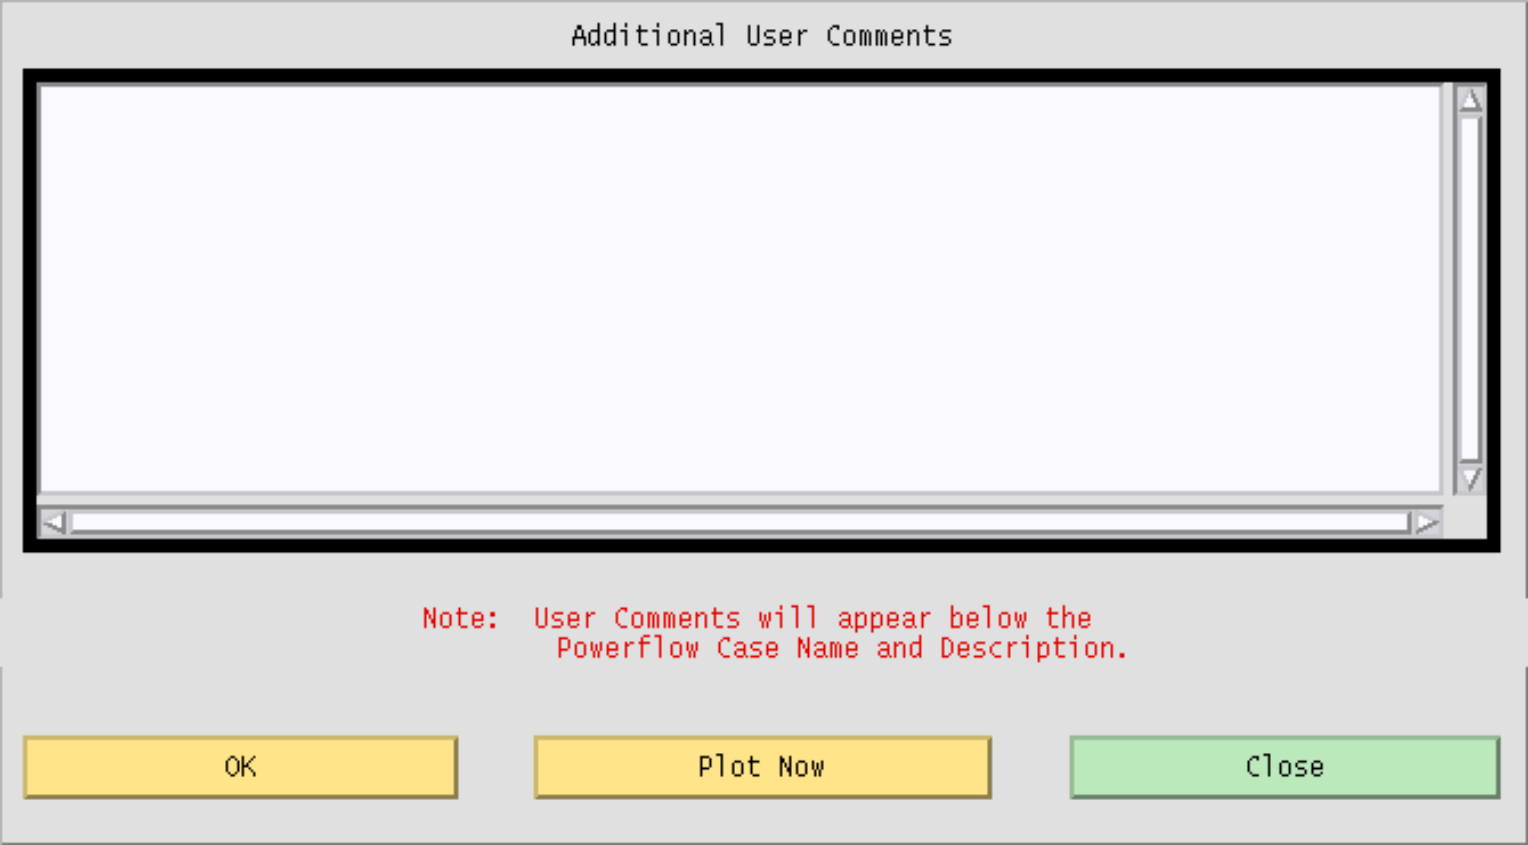 Additional User Comments
Note: User Comments will appear below the
Powerflow Case Name and Description.
OK
Plot Now
Close